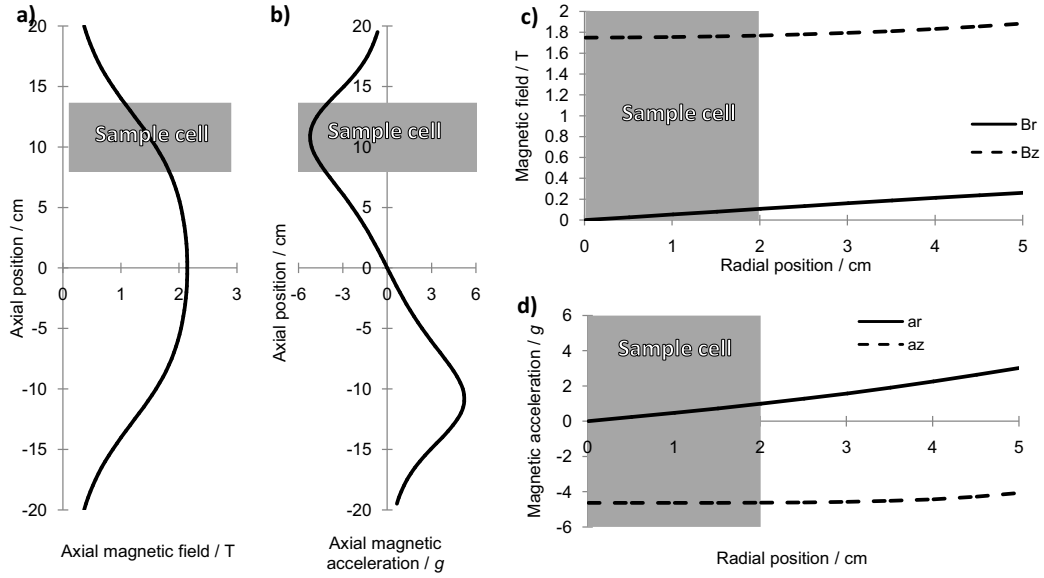 a)
20
15
10
5
0
-5
-10
-15
-20
0 1 2 3
Sample cell
Axial position / cm
Axial magnetic field / T
b)
20
15
10
5
0
-5
-10
-15
-20
-6 -3 0 3 6
Sample cell
Axial position / cm
Axial magnetic
acceleration / g
c)
2
1.8
1.6
1.4
1.2
1
0.8
0.6
0.4
0.2
0
0 1 2 3 4 5
Sample cell
Magnetic field / T
Br
Bz
Radial position / cm
d)
6
4
2
0
-2
-4
-6
0 1 2 3 4 5
Sample cell
Magnetic acceleration / g
ar
az
Radial position / cm